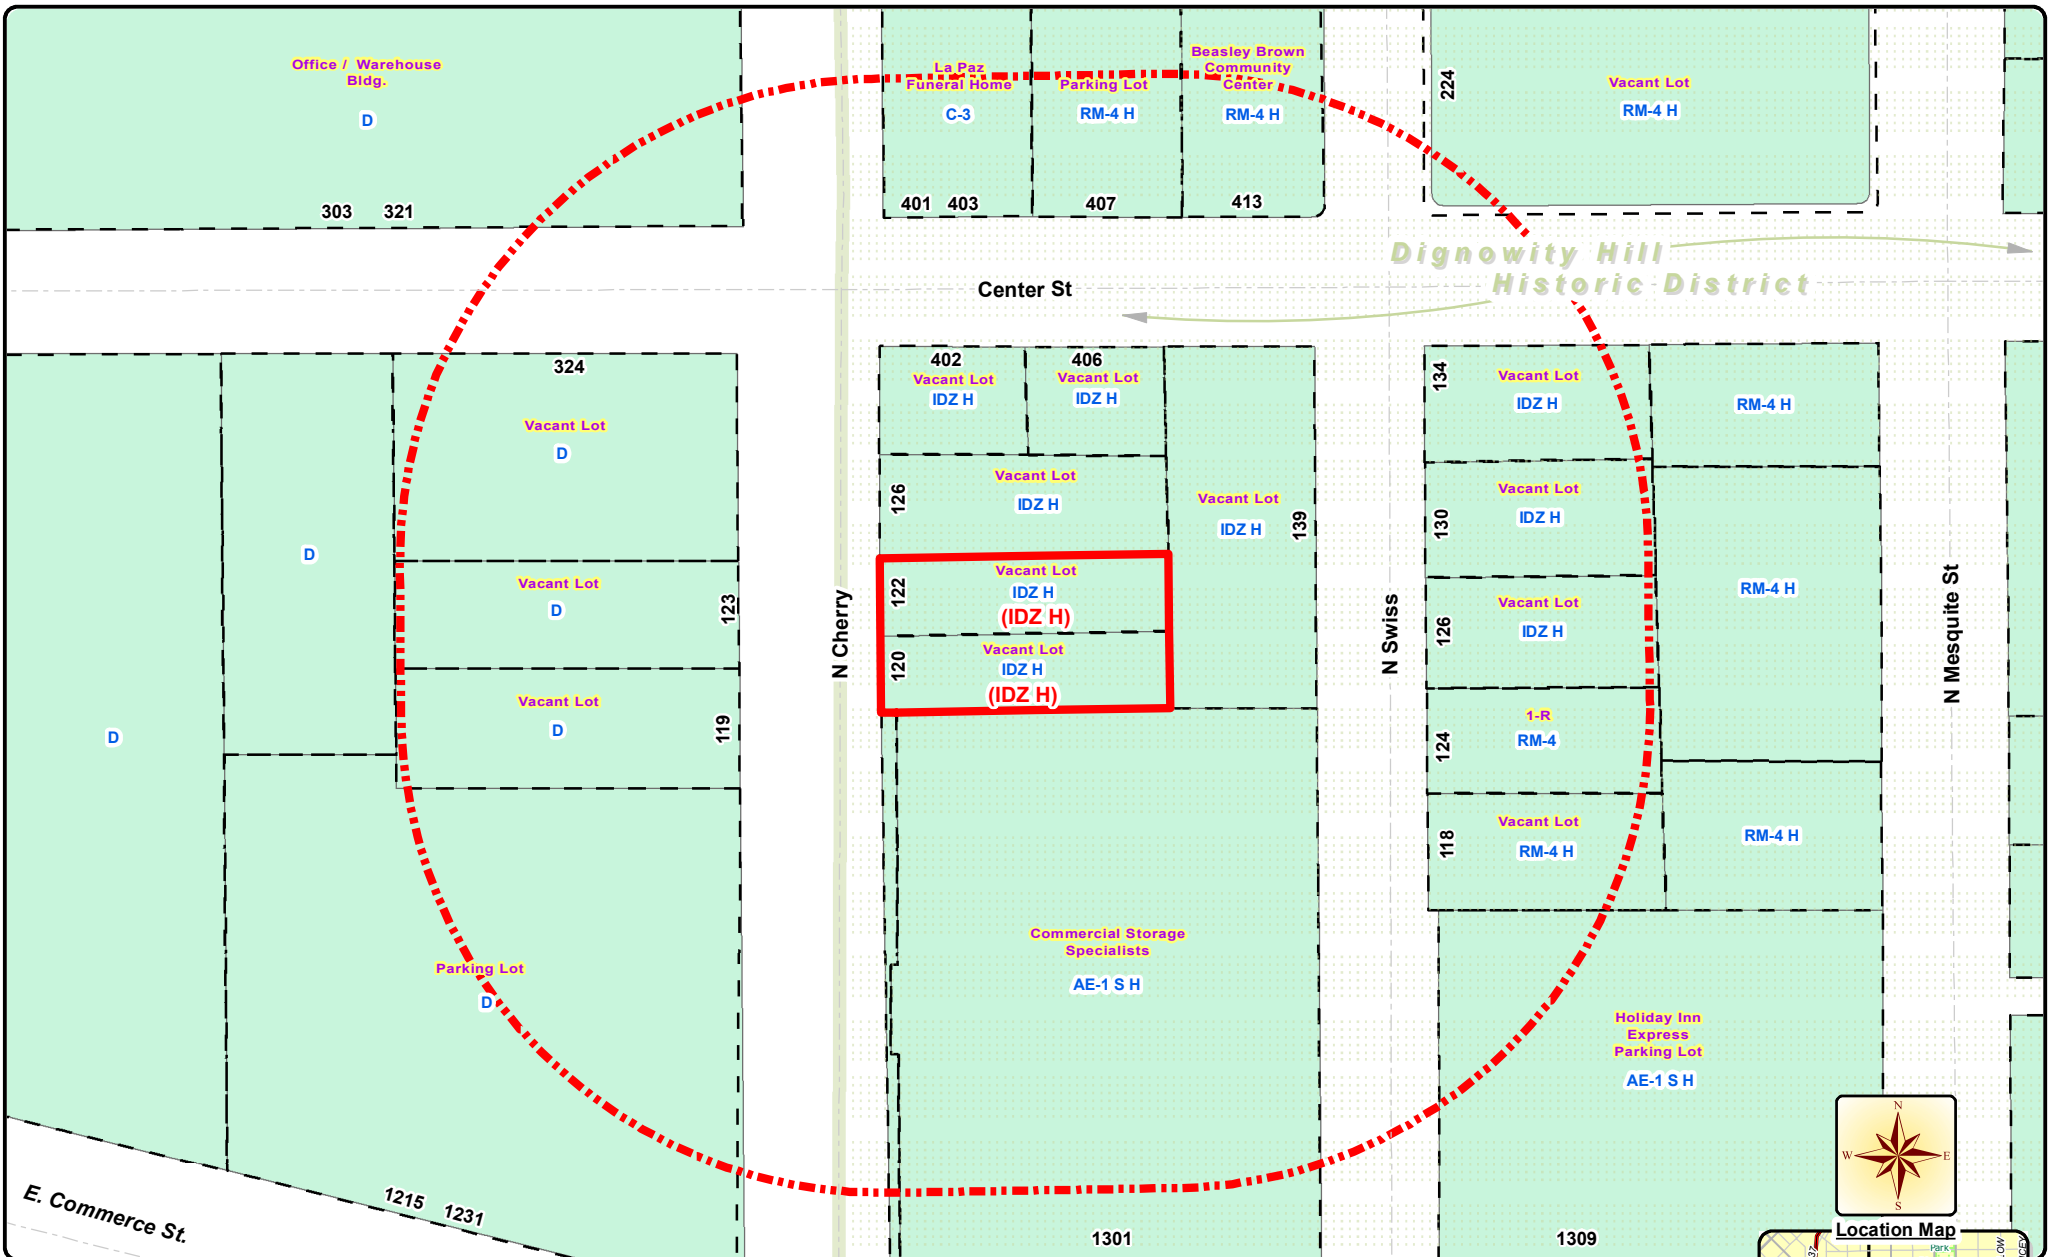 Office / Warehouse
Bldg.
D
303 321
La Paz
Funeral Home
C-3
401 403
Parking Lot
RM-4 H
407
Beasley Brown
Community
Center
RM-4 H
413
224
Vacant Lot
RM-4 H
Dignowity Hill
Historic District
Center St
324
Vacant Lot
D
D
Vacant Lot
D
123
Vacant Lot
D
119
D
Parking Lot
D
E. Commerce St.
1215 1231
N Cherry
402
Vacant Lot
IDZ H
406
Vacant Lot
IDZ H
126
Vacant Lot
IDZ H
Vacant Lot
IDZ H
139
122
Vacant Lot
IDZ H
(IDZ H)
120
Vacant Lot
IDZ H
(IDZ H)
Commercial Storage
Specialists
AE-1 S H
1301
N Swiss
134
Vacant Lot
IDZ H
130
Vacant Lot
IDZ H
126
Vacant Lot
IDZ H
124
1-R
RM-4
118
Vacant Lot
RM-4 H
RM-4 H
RM-4 H
RM-4 H
N Mesquite St
Holiday Inn
Express
Parking Lot
AE-1 S H
1309
N
W E
S
Location Map
37
Park